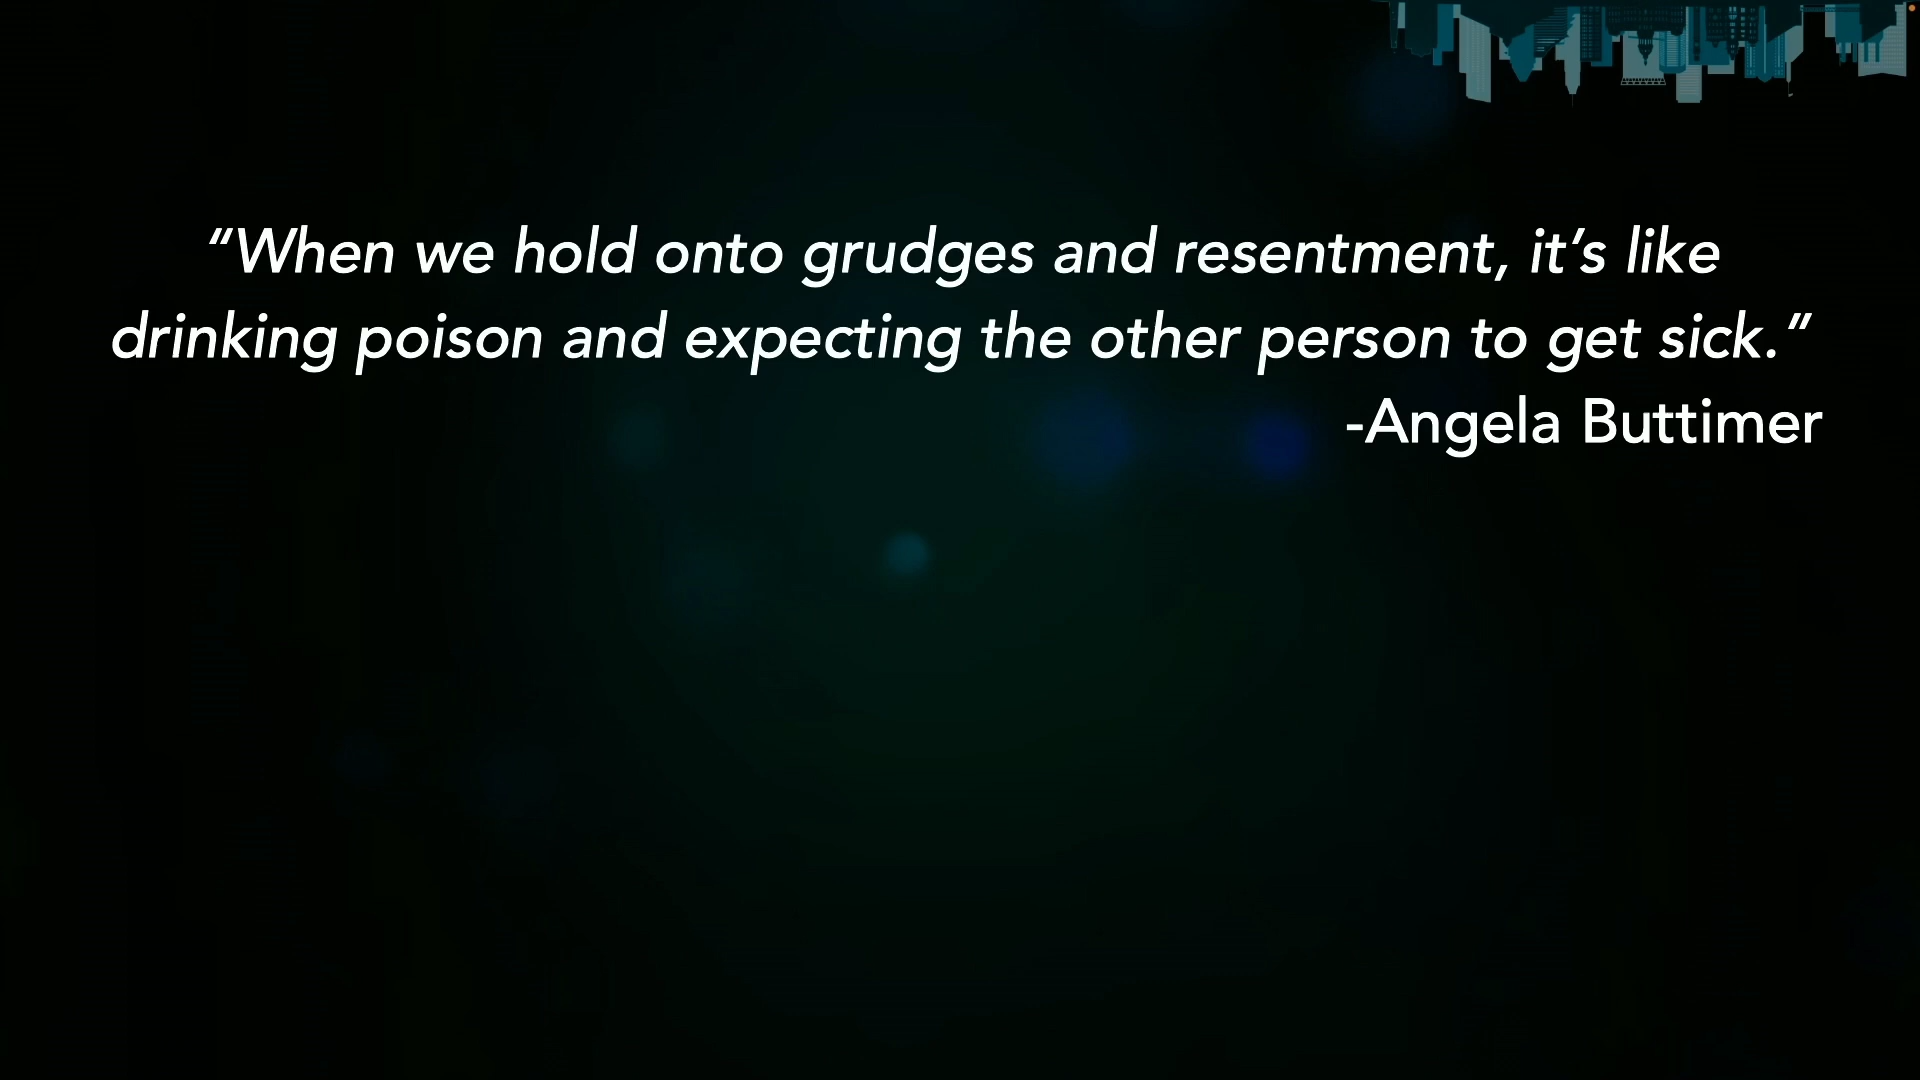 “When we hold onto grudges and resentment, it’s like
drinking poison and expecting the other person to get sick.”
-Angela Buttimer